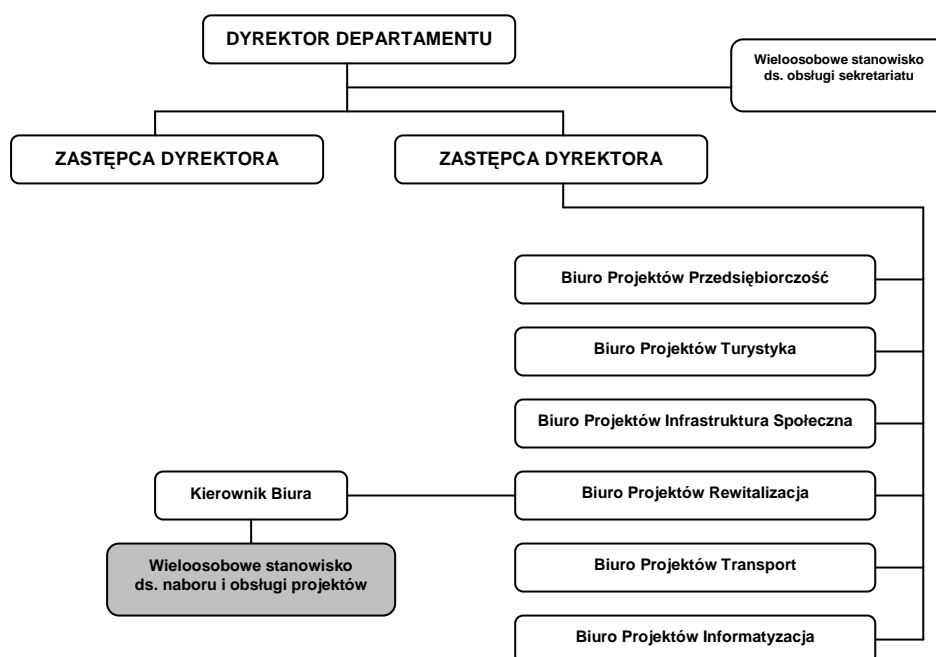 DYREKTOR DEPARTAMENTU
Wieloosobowe stanowisko
ds. obsługi sekretariatu
ZASTĘPCA DYREKTORA
ZASTĘPCA DYREKTORA
Biuro Projektów Przedsiębiorczość
Biuro Projektów Turystyka
Biuro Projektów Infrastruktura Społeczna
Kierownik Biura
Biuro Projektów Rewitalizacja
Wieloosobowe stanowisko
ds. naboru i obsługi projektów
Biuro Projektów Transport
Biuro Projektów Informatyzacja